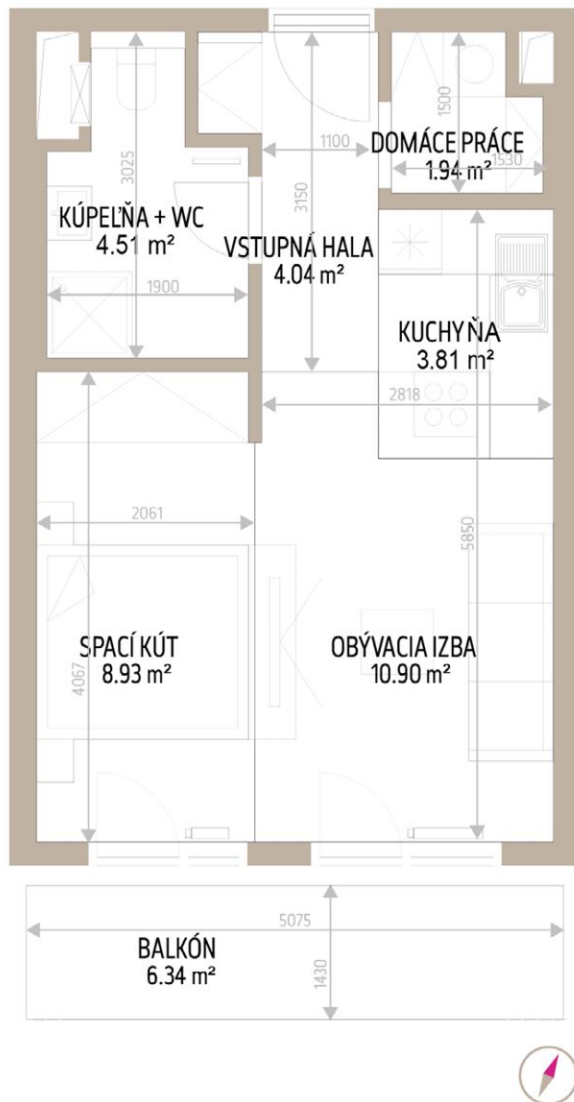 1500
DOMÁCE PRÁCE
1.94 m²
1530
1100
3025
3150
KÚPEĽŇA + WC
4.51 m²
1900
VSTUPNÁ HALA
4.04 m²
KUCHYŇA
3.81 m²
2818
2061
5850
SPACÍ KÚT
8.93 m²
4067
OBÝVACIA IZBA
10.90 m²
5075
BALKÓN
6.34 m²
1430